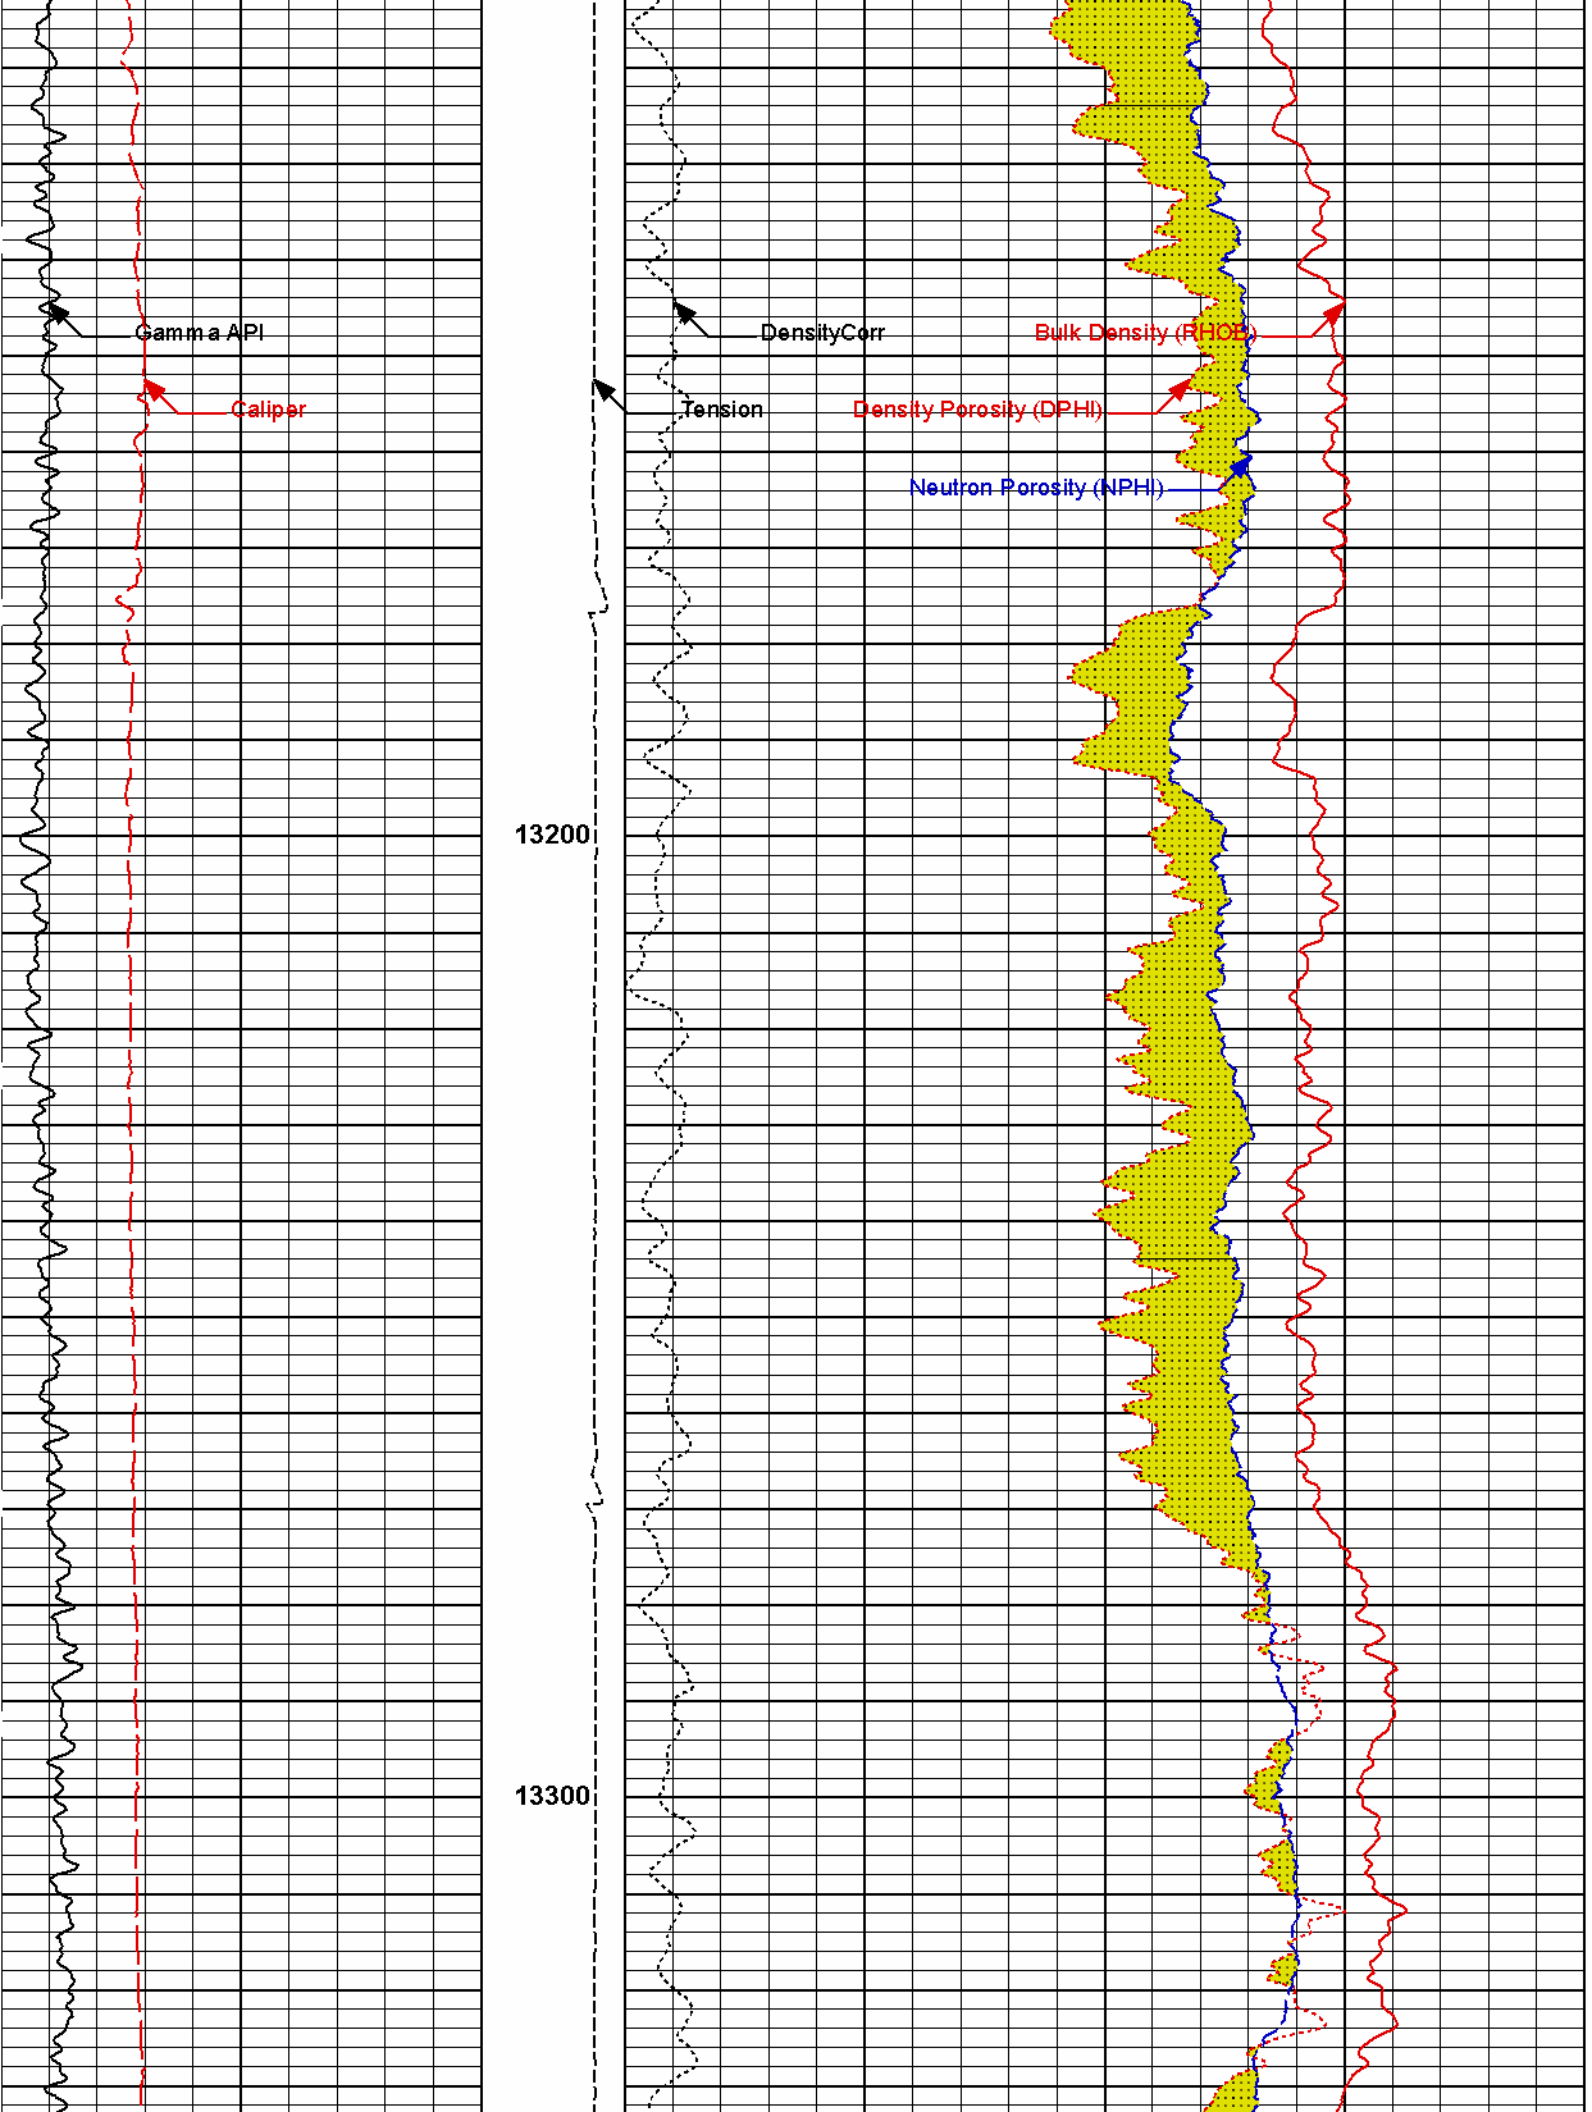 Gamma API
DensityCorr
Bulk Density (RHOB)
Caliper
Tension
Density Porosity (DPHI)
Neutron Porosity (NPHI)
13200
13300